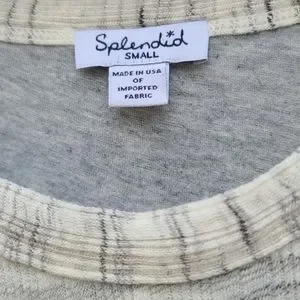 Splendid
SMALL
MADE IN USA
OF
IMPORTED
FABRIC